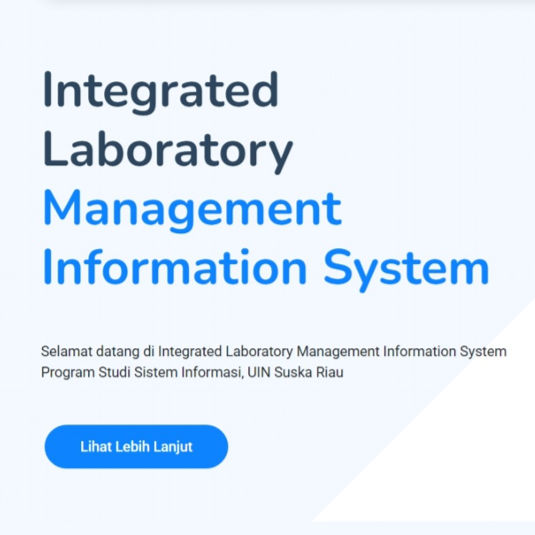 Integrated
Laboratory
Management
Information System
Selamat datang di Integrated Laboratory Management Information System
Program Studi Sistem Informasi, UIN Suska Riau
Lihat Lebih Lanjut